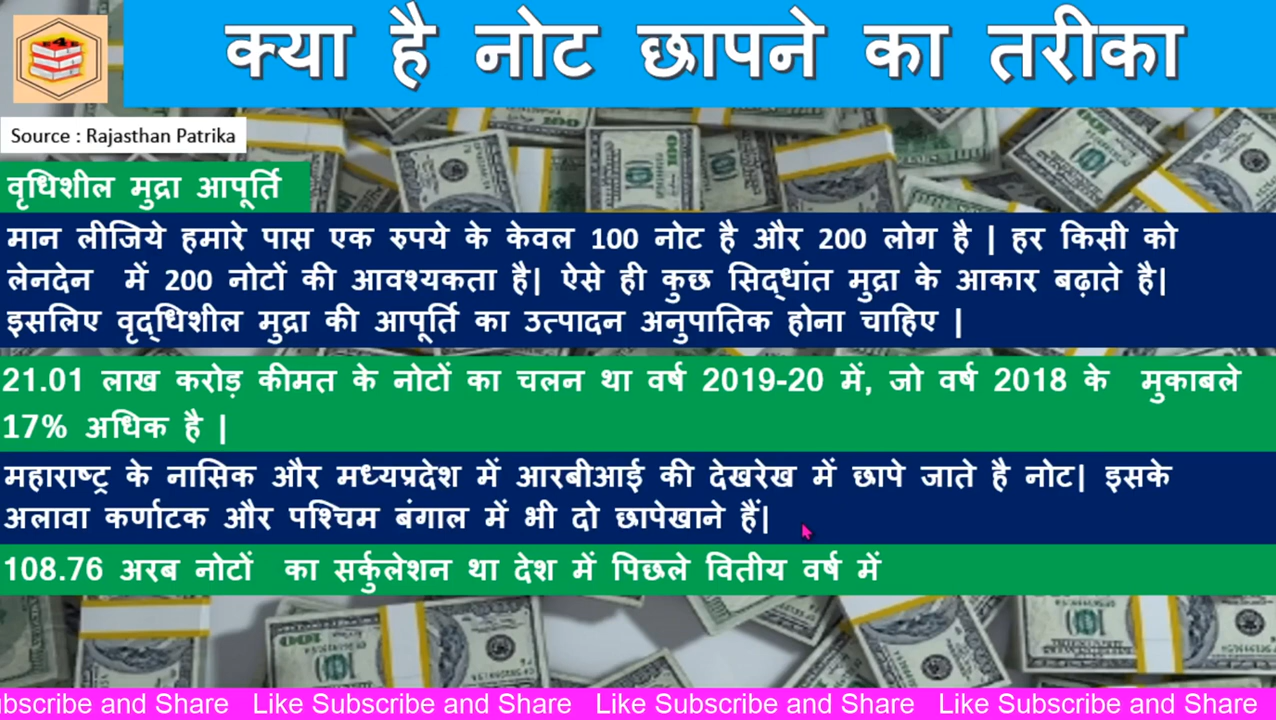 क्या है नोट छापने का तरीका
E4E
Source : Rajasthan Patrika
वृधिशील मुद्रा आपूर्ति
मान लीजिये हमारे पास एक रुपये के केवल 100 नोट है और 200 लोग है | हर किसी को
लेनदेन में 200 नोटों की आवश्यकता है| ऐसे ही कुछ सिद्धांत मुद्रा के आकार बढ़ाते है|
इसलिए वृद्धिशील मुद्रा की आपूर्ति का उत्पादन अनुपातिक होना चाहिए |
21.01 लाख करोड़ कीमत के नोटों का चलन था वर्ष 2019-20 में, जो वर्ष 2018 के मुकाबले
17% अधिक है |
महाराष्ट्र के नासिक और मध्यप्रदेश में आरबीआई की देखरेख में छापे जाते है नोट| इसके
अलावा कर्णाटक और पश्चिम बंगाल में भी दो छापेखाने हैं|
108.76 अरब नोटों का सर्कुलेशन था देश में पिछले वितीय वर्ष में
ubscribe and Share Like Subscribe and Share Like Subscribe and Share Like Subscribe and Share